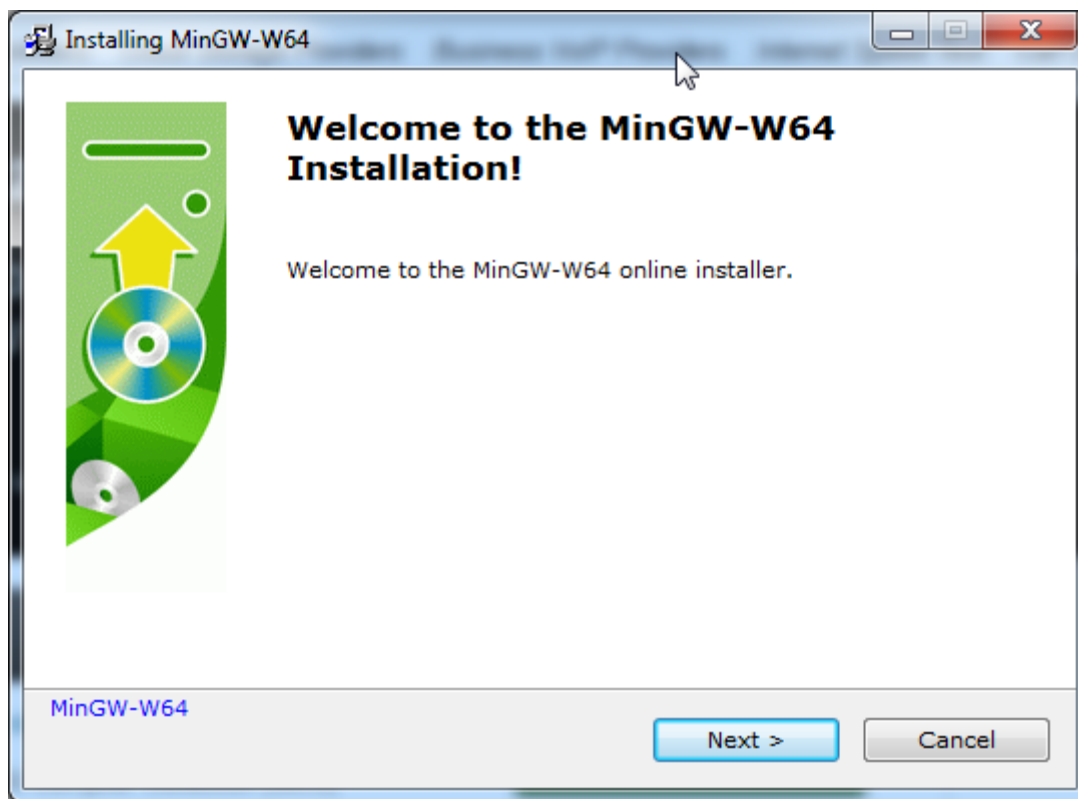 Installing MinGW-W64
Welcome to the MinGW-W64
Installation!
Welcome to the MinGW-W64 online installer.
MinGW-W64
Next >
Cancel